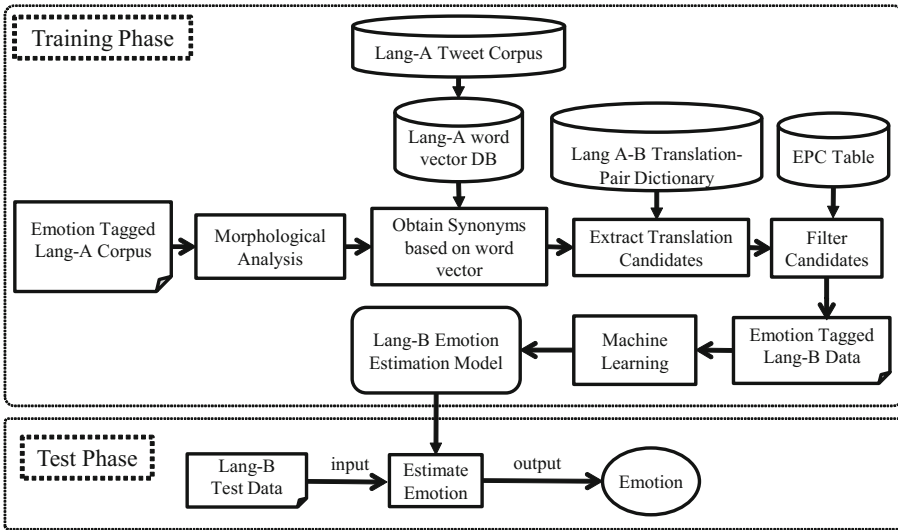 Training Phase
Lang-A Tweet Corpus
Lang-A word
vector DB
Lang A-B Translation-
Pair Dictionary
EPC Table
Emotion Tagged
Lang-A Corpus
Morphological
Analysis
Obtain Synonyms
based on word
vector
Extract Translation
Candidates
Filter
Candidates
Lang-B Emotion
Estimation Model
Machine
Learning
Emotion Tagged
Lang-B Data
Test Phase
Lang-B
Test Data
input
Estimate
Emotion
output
Emotion